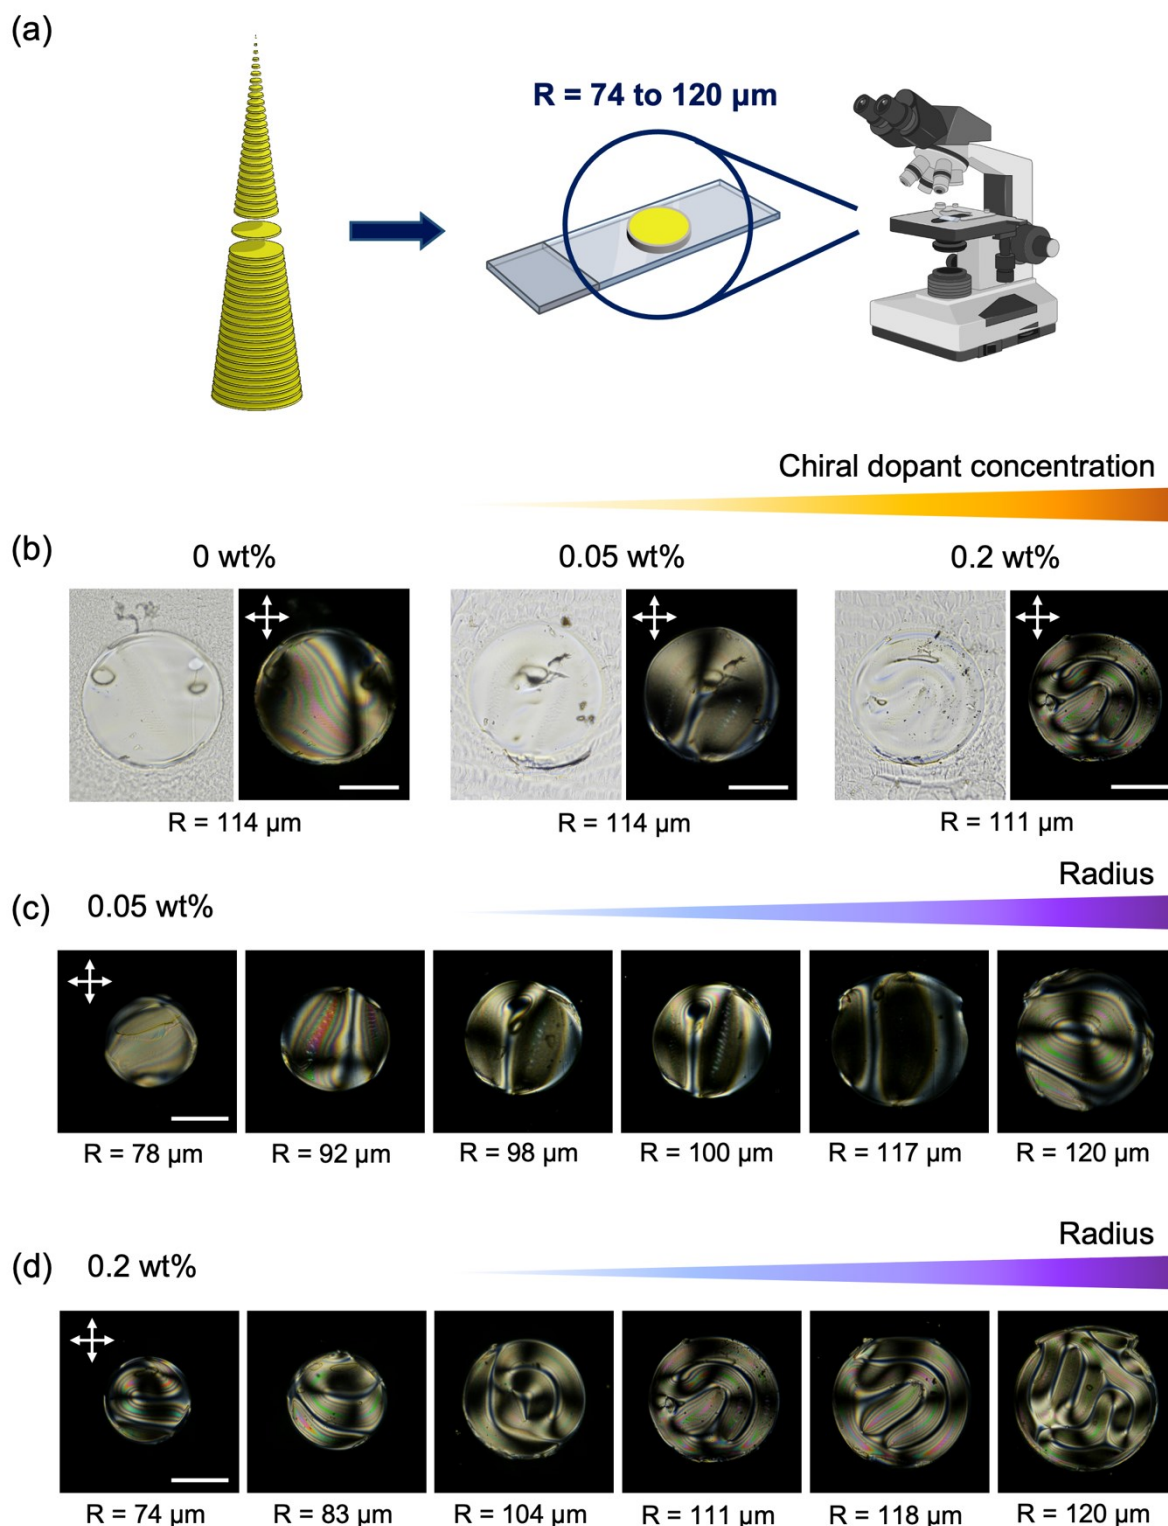 (a)
R = 74 to 120 µm
Chiral dopant concentration
(b)
0 wt%
0.05 wt%
0.2 wt%
R = 114 µm
R = 114 µm
R = 111 µm
Radius
(c)
0.05 wt%
R = 78 µm
R = 92 µm
R = 98 µm
R = 100 µm
R = 117 µm
R = 120 µm
Radius
(d)
0.2 wt%
R = 74 µm
R = 83 µm
R = 104 µm
R = 111 µm
R = 118 µm
R = 120 µm